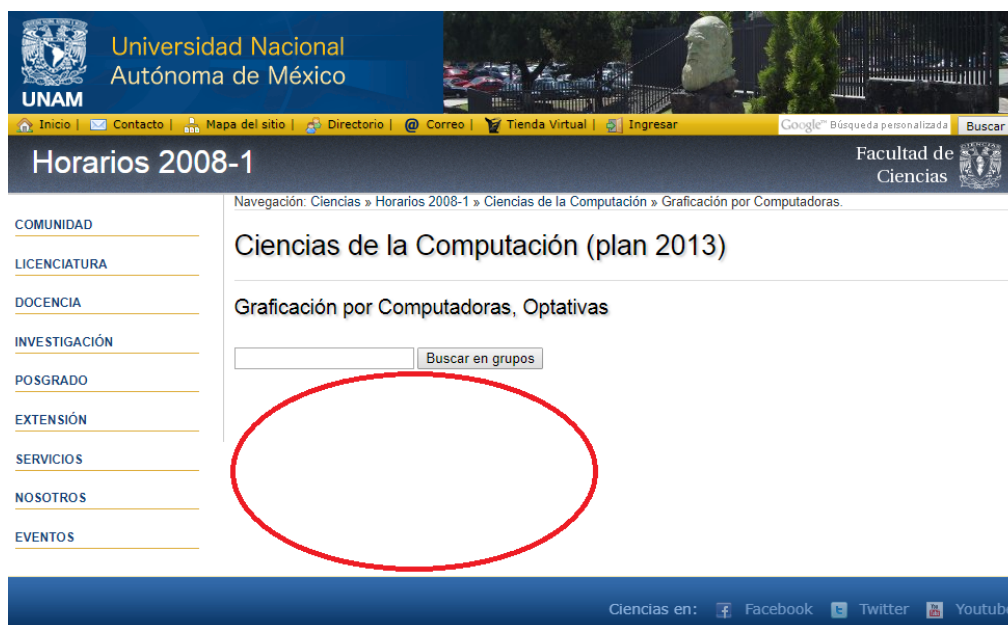 Universidad Nacional
Autónoma de México
UNAM
Inicio | Contacto | Mapa del sitio | Directorio | @ Correo | Tienda Virtual | Ingresar Google™ Búsqueda personalizada Buscar
Horarios 2008-1
Facultad de
Ciencias
Navegación: Ciencias » Horarios 2008-1 » Ciencias de la Computación » Graficación por Computadoras.
COMUNIDAD
LICENCIATURA
DOCENCIA
INVESTIGACIÓN
POSGRADO
EXTENSIÓN
SERVICIOS
NOSOTROS
EVENTOS
Ciencias de la Computación (plan 2013)
Graficación por Computadoras, Optativas
Buscar en grupos
Ciencias en: Facebook Twitter Youtube